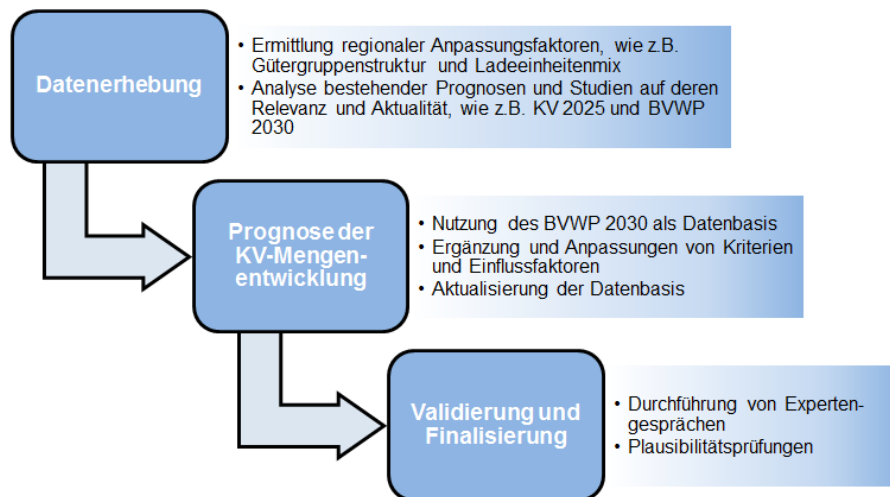 Datenerhebung
• Ermittlung regionaler Anpassungsfaktoren, wie z.B.
Gütergruppenstruktur und Ladeeinheitenmix
• Analyse bestehender Prognosen und Studien auf deren
Relevanz und Aktualität, wie z.B. KV 2025 und BVWP
2030
Prognose der
KV-Mengen-
entwicklung
• Nutzung des BVWP 2030 als Datenbasis
• Ergänzung und Anpassungen von Kriterien
und Einflussfaktoren
• Aktualisierung der Datenbasis
Validierung und
Finalisierung
• Durchführung von Experten-
gesprächen
• Plausibilitätsprüfungen